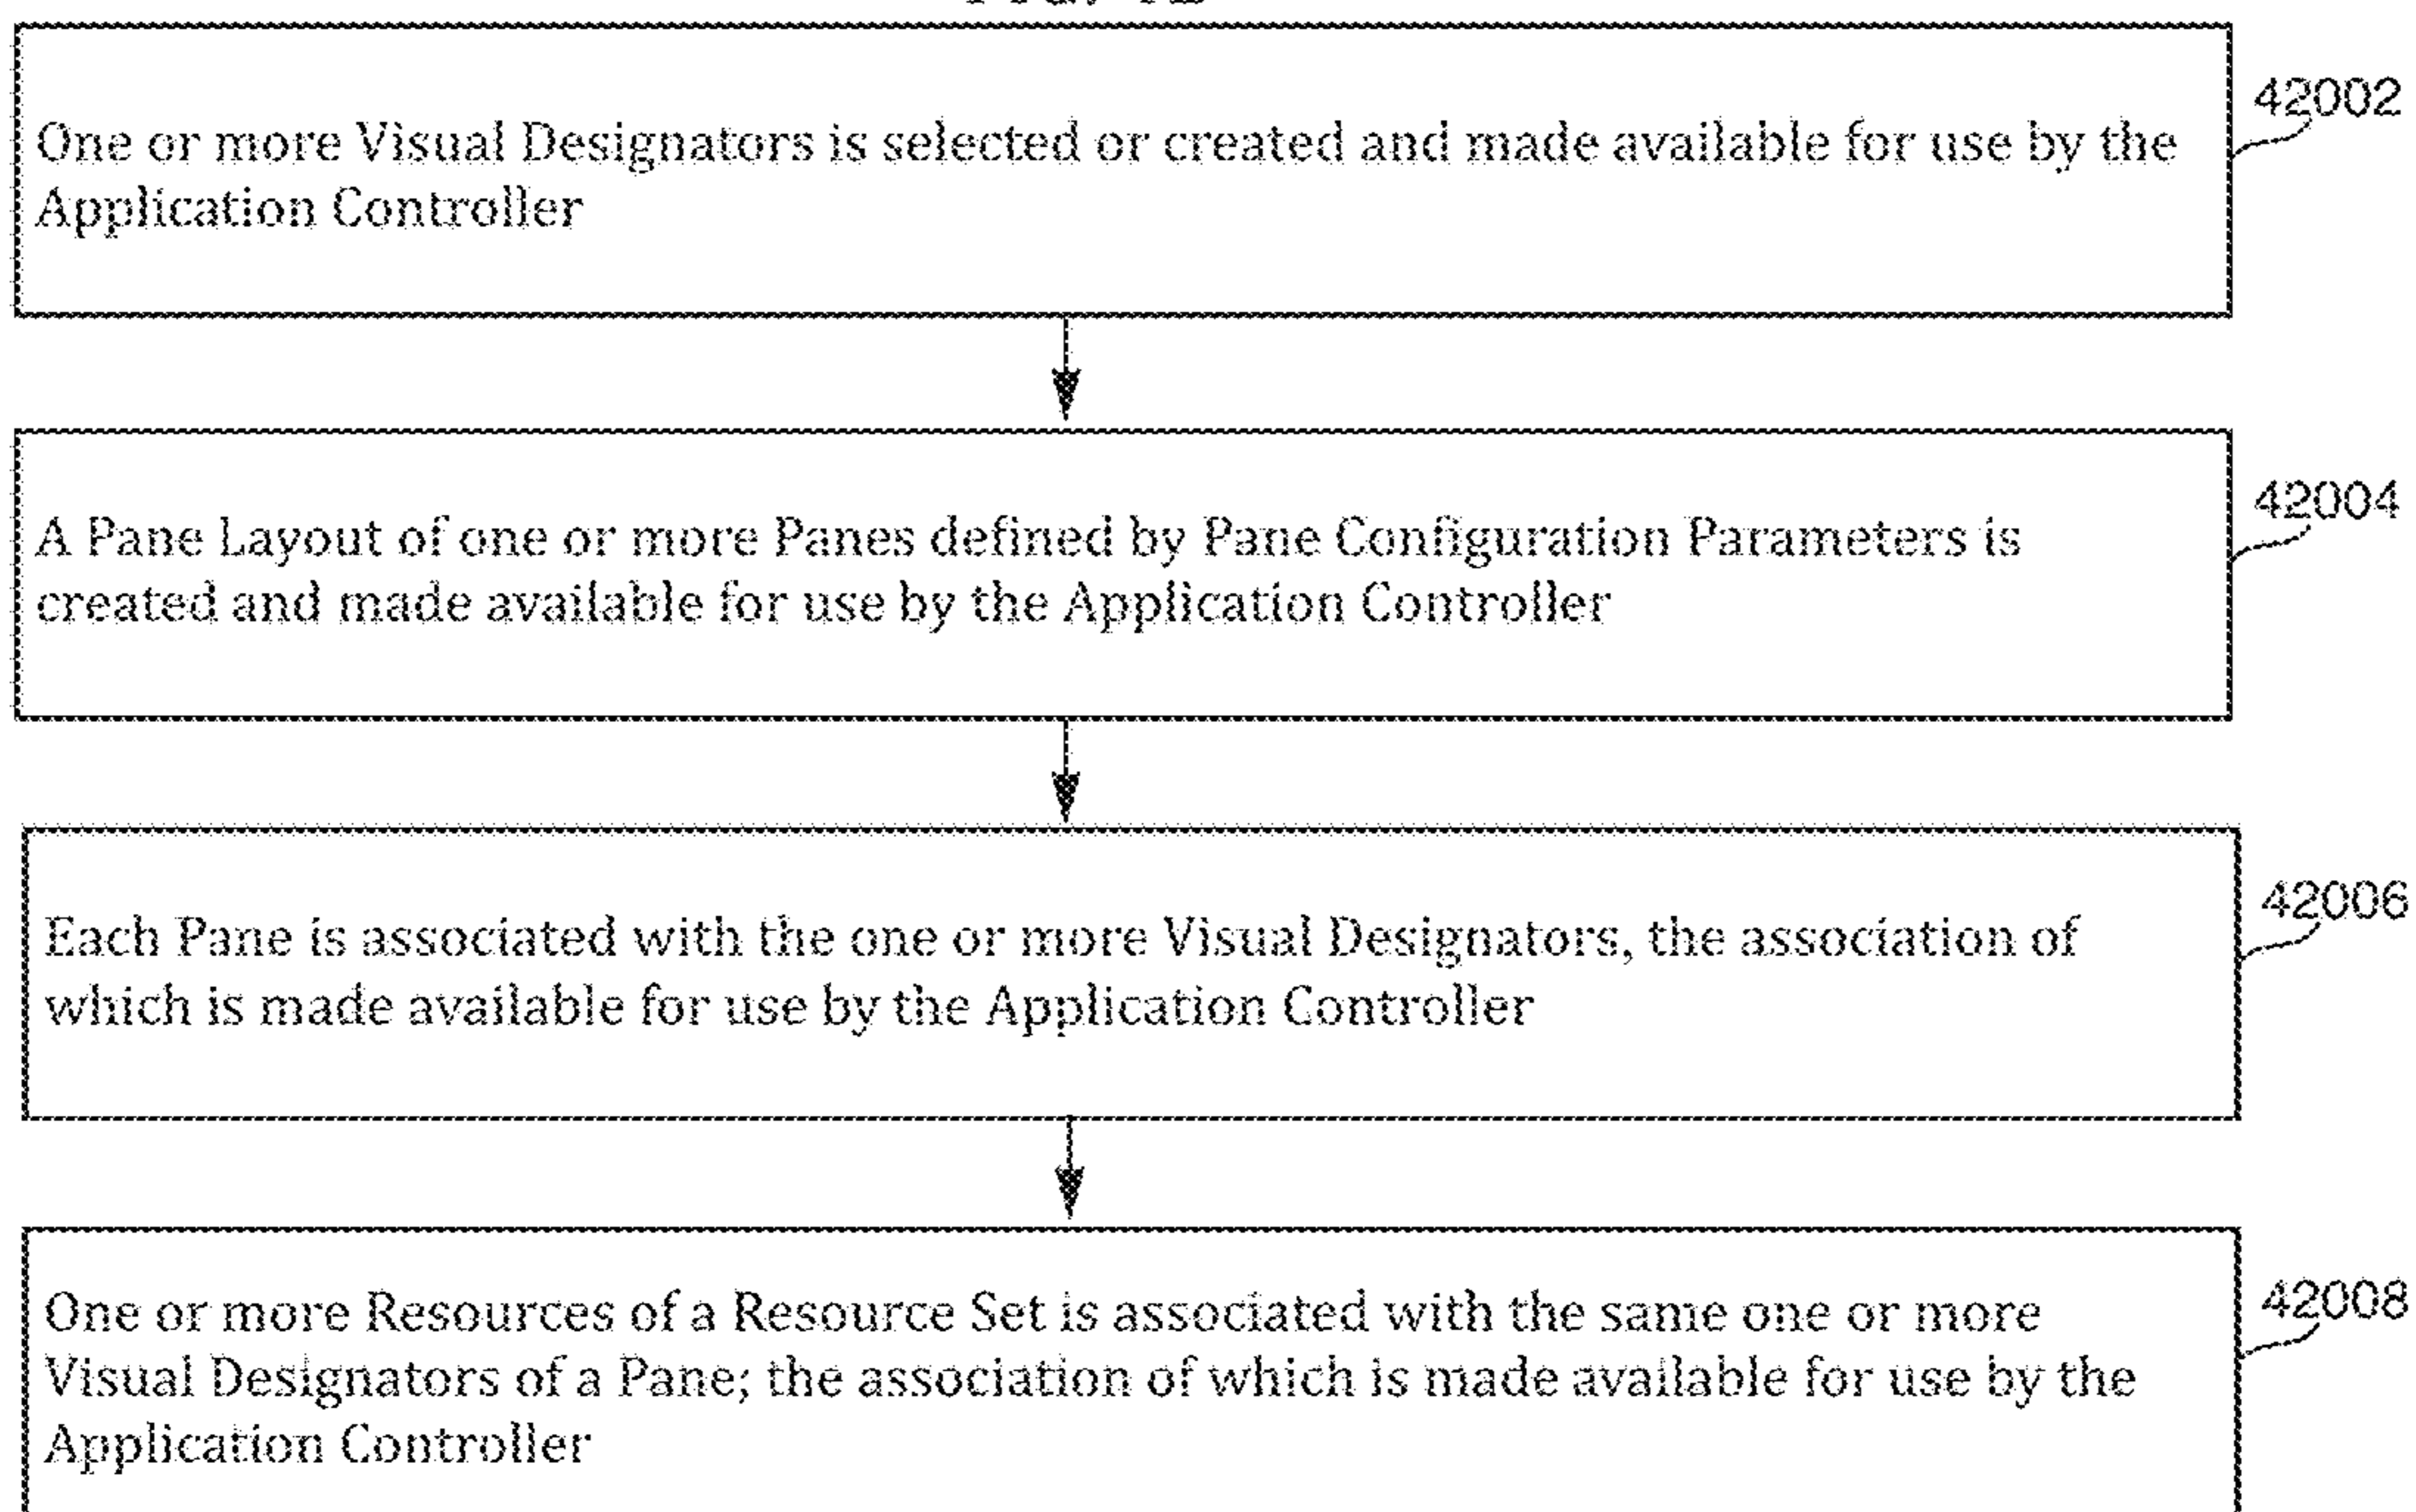 42002
One or more Visual Designators is selected or created and made available for use by the
Application Controller
42004
A Pane Layout of one or more Panes defined by Pane Configuration Parameters is
created and made available for use by the Application Controller
42006
Each Pane is associated with the one or more Visual Designators, the association of
which is made available for use by the Application Controller
42008
One or more Resources of a Resource Set is associated with the same one or more
Visual Designators of a Pane; the association of which is made available for use by the
Application Controller